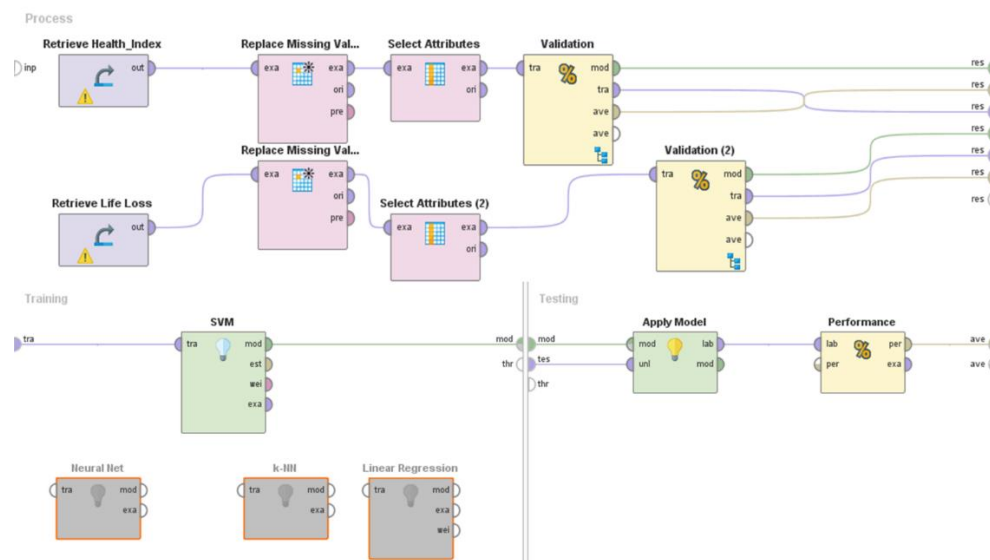 Process
Retrieve Health_Index
Replace Missing Val...
Select Attributes
Validation
inp
out
exa exa
ori
pre
exa exa
ori
tra mod
tra
ave
ave
res
res
res
res
res
res
res
Replace Missing Val...
Validation (2)
exa exa
ori
pre
tra mod
tra
ave
ave
Retrieve Life Loss
Select Attributes (2)
out
exa exa
ori
Training
Testing
SVM
Apply Model
Performance
tra
tra mod
est
wei
exa
mod
thr
mod
tes
thr
mod lab
unl mod
lab per
per exa
ave
ave
Neural Net
k-NN
Linear Regression
tra mod
exa
tra mod
exa
tra mod
exa
wei